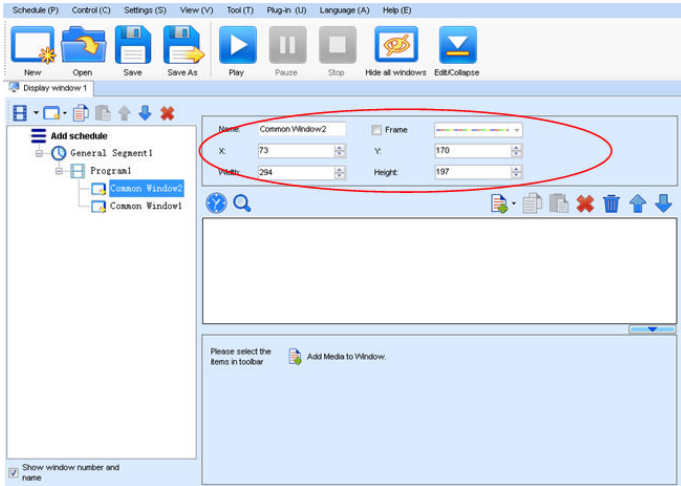 Schedule (P) Control (C) Settings (S) View (V) Tool (T) Plug-in (U) Language (A) Help (E)
New Open Save Save As Play Pause Stop Hide all windows Edit/Collapse
Display window 1
Add schedule
General Segment1
Program1
Common Window2
Common Window1
Show window number and
name
Name: Common Window2 Frame
X: 73 Y: 170
Width: 294 Height: 197
Please select the
items in toolbar
Add Media to Window.